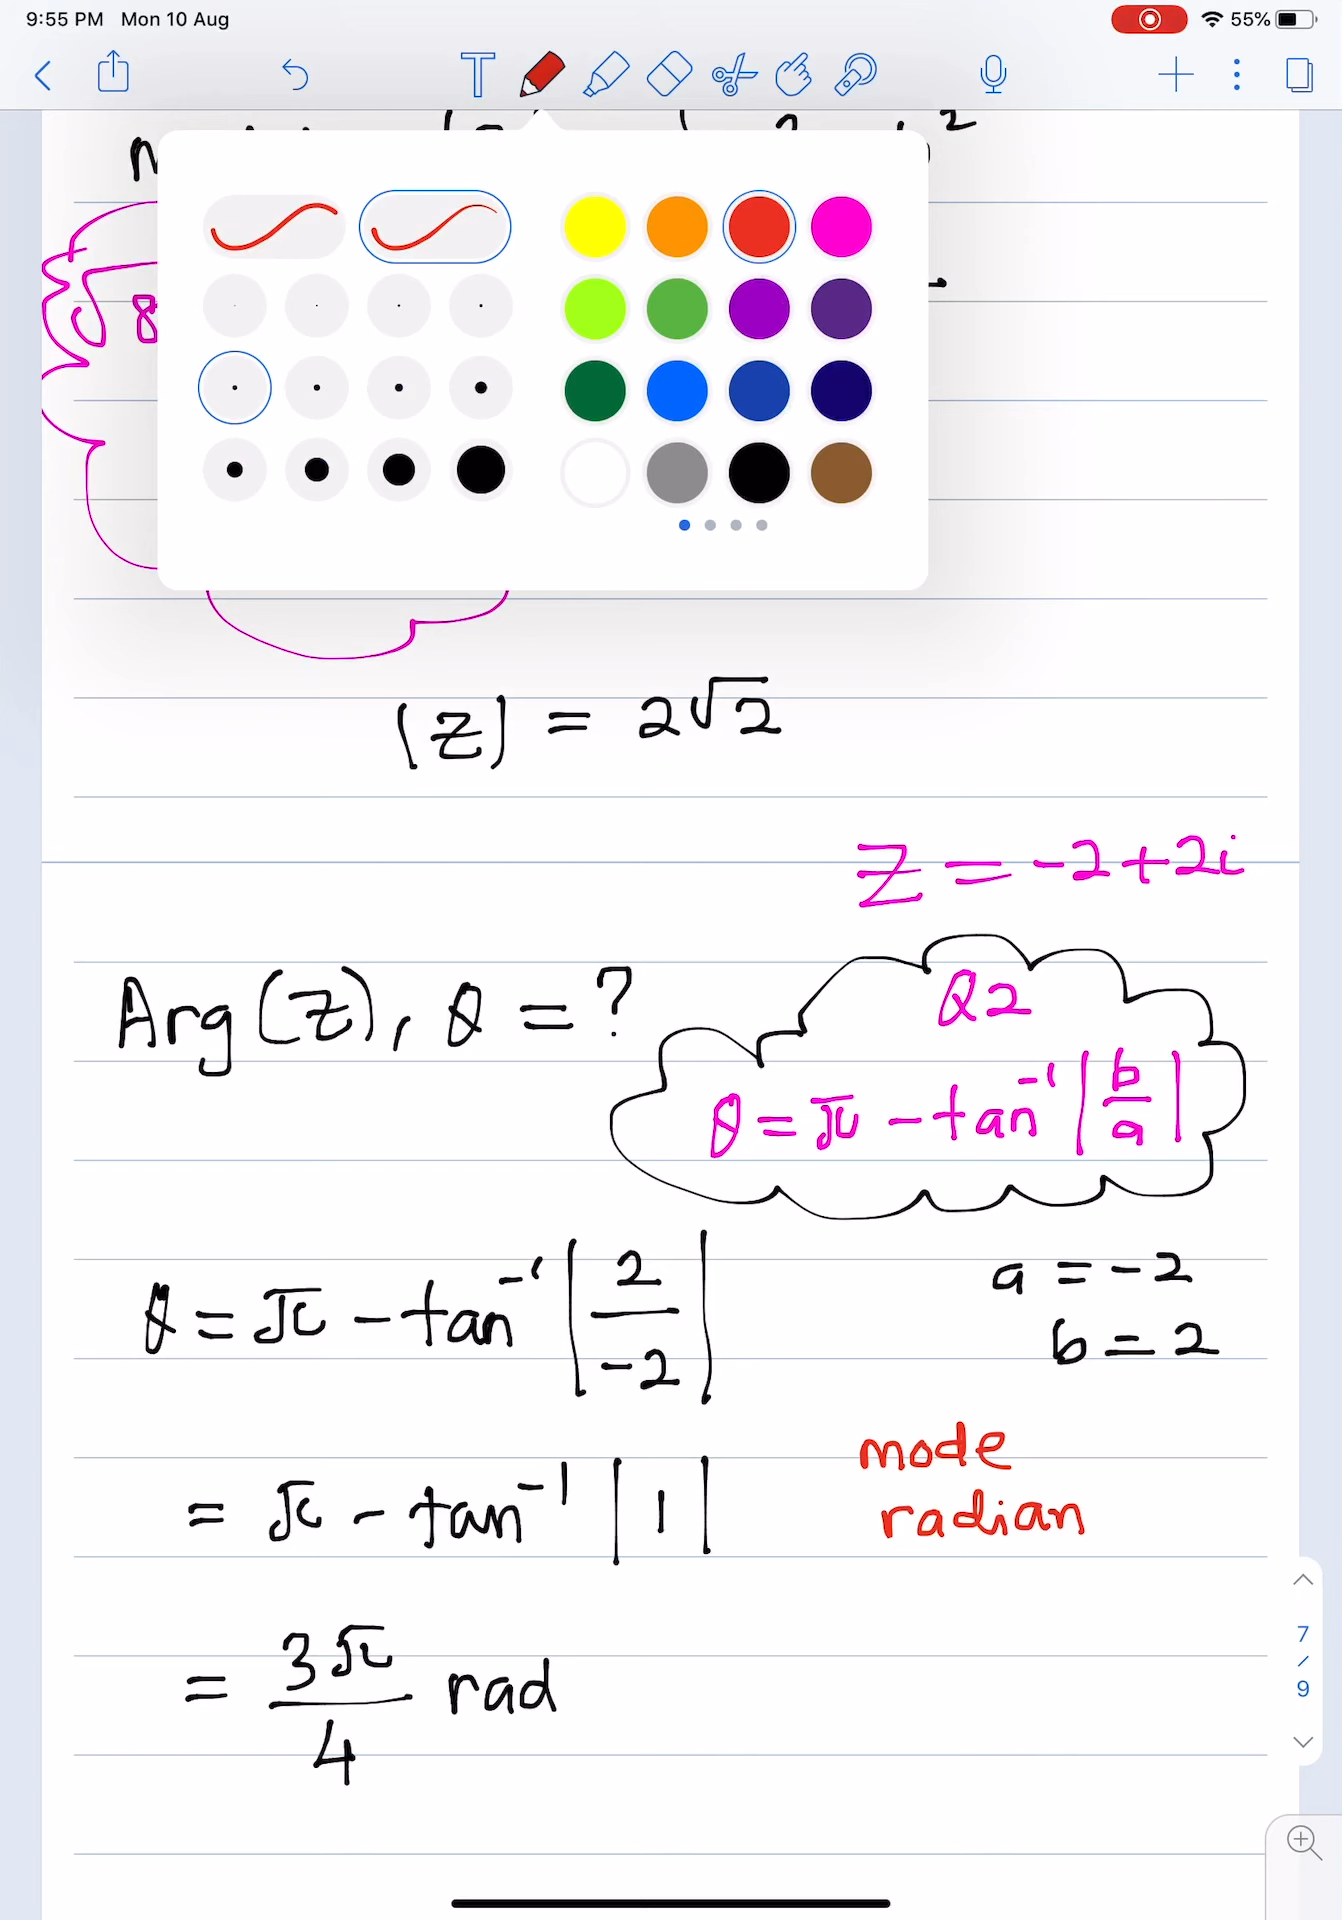 9:55 PM Mon 10 Aug 55%
T
√8
|z| = 2√2
z = -2+2i
Arg(z), θ = ?
Q2
θ = π - tan⁻¹ |b/a|
θ = π - tan⁻¹ |2/-2|
a = -2
b = 2
= π - tan⁻¹ |1|
mode
radian
= 3π/4 rad
7/9